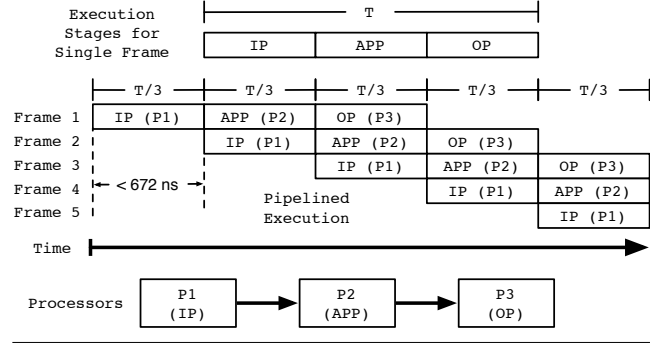 Execution
Stages for
Single Frame
T
IP APP OP
T/3 T/3 T/3 T/3 T/3
Frame 1 IP (P1) APP (P2) OP (P3)
Frame 2 IP (P1) APP (P2) OP (P3)
Frame 3 IP (P1) APP (P2) OP (P3)
Frame 4 < 672 ns IP (P1) APP (P2)
Frame 5 IP (P1)
Pipelined
Execution
Time
Processors
P1
(IP)
P2
(APP)
P3
(OP)